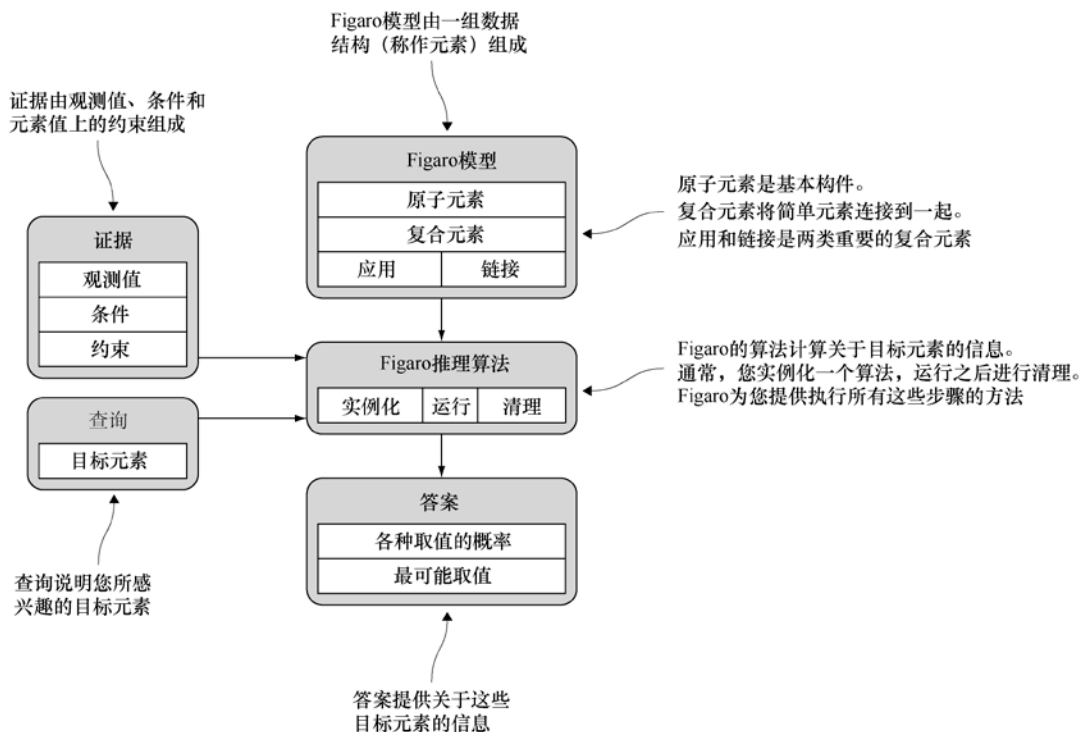 Figaro模型由一组数据
结构（称作元素）组成
证据由观测值、条件和
元素值上的约束组成
Figaro模型
原子元素
复合元素
应用
链接
原子元素是基本构件。
复合元素将简单元素连接到一起。
应用和链接是两类重要的复合元素
证据
观测值
条件
约束
Figaro推理算法
实例化
运行
清理
Figaro的算法计算关于目标元素的信息。
通常，您实例化一个算法，运行之后进行清理。
Figaro为您提供执行所有这些步骤的方法
查询
目标元素
答案
各种取值的概率
最可能取值
查询说明您所感
兴趣的目标元素
答案提供关于这些
目标元素的信息